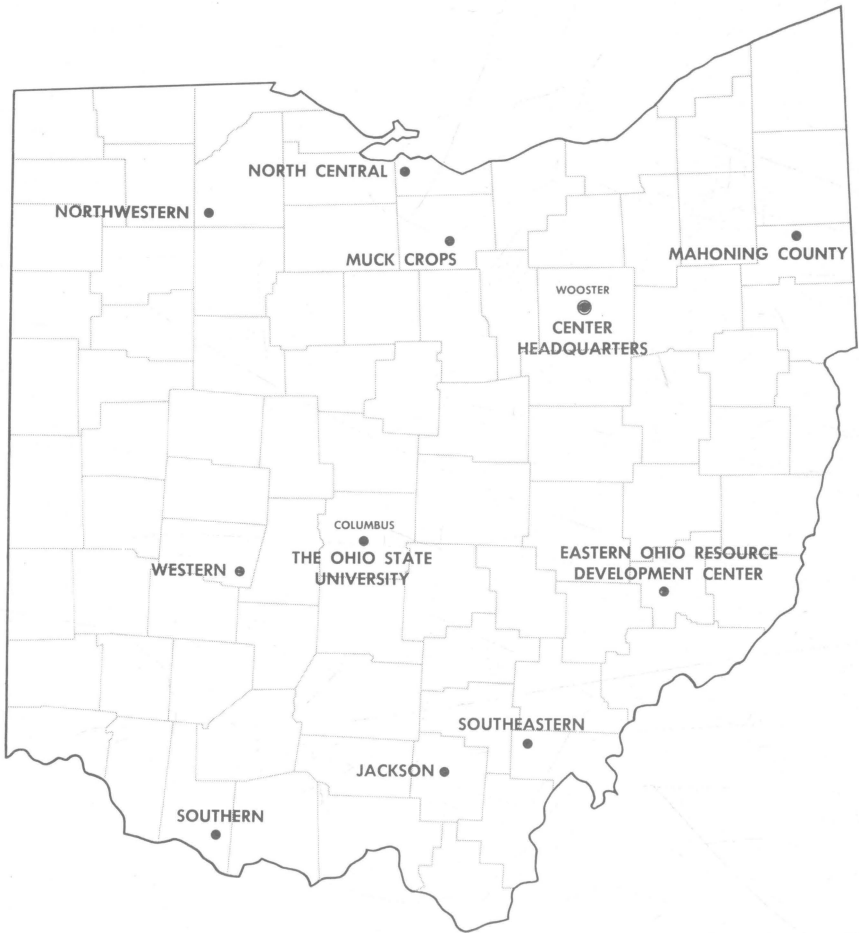 NORTH CENTRAL
NORTHWESTERN
MUCK CROPS
MAHONING COUNTY
WOOSTER
CENTER
HEADQUARTERS
COLUMBUS
THE OHIO STATE
UNIVERSITY
EASTERN OHIO RESOURCE
DEVELOPMENT CENTER
WESTERN
SOUTHEASTERN
JACKSON
SOUTHERN